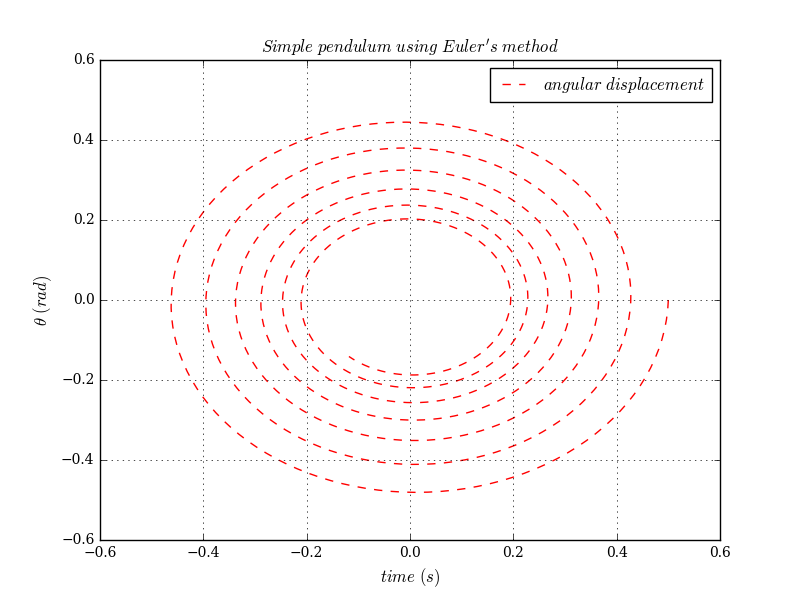 Simple pendulum using Euler's method
angular displacement
0.6
0.4
0.2
0.0
−0.2
−0.4
−0.6
θ (rad)
−0.6 −0.4 −0.2 0.0 0.2 0.4 0.6
time (s)